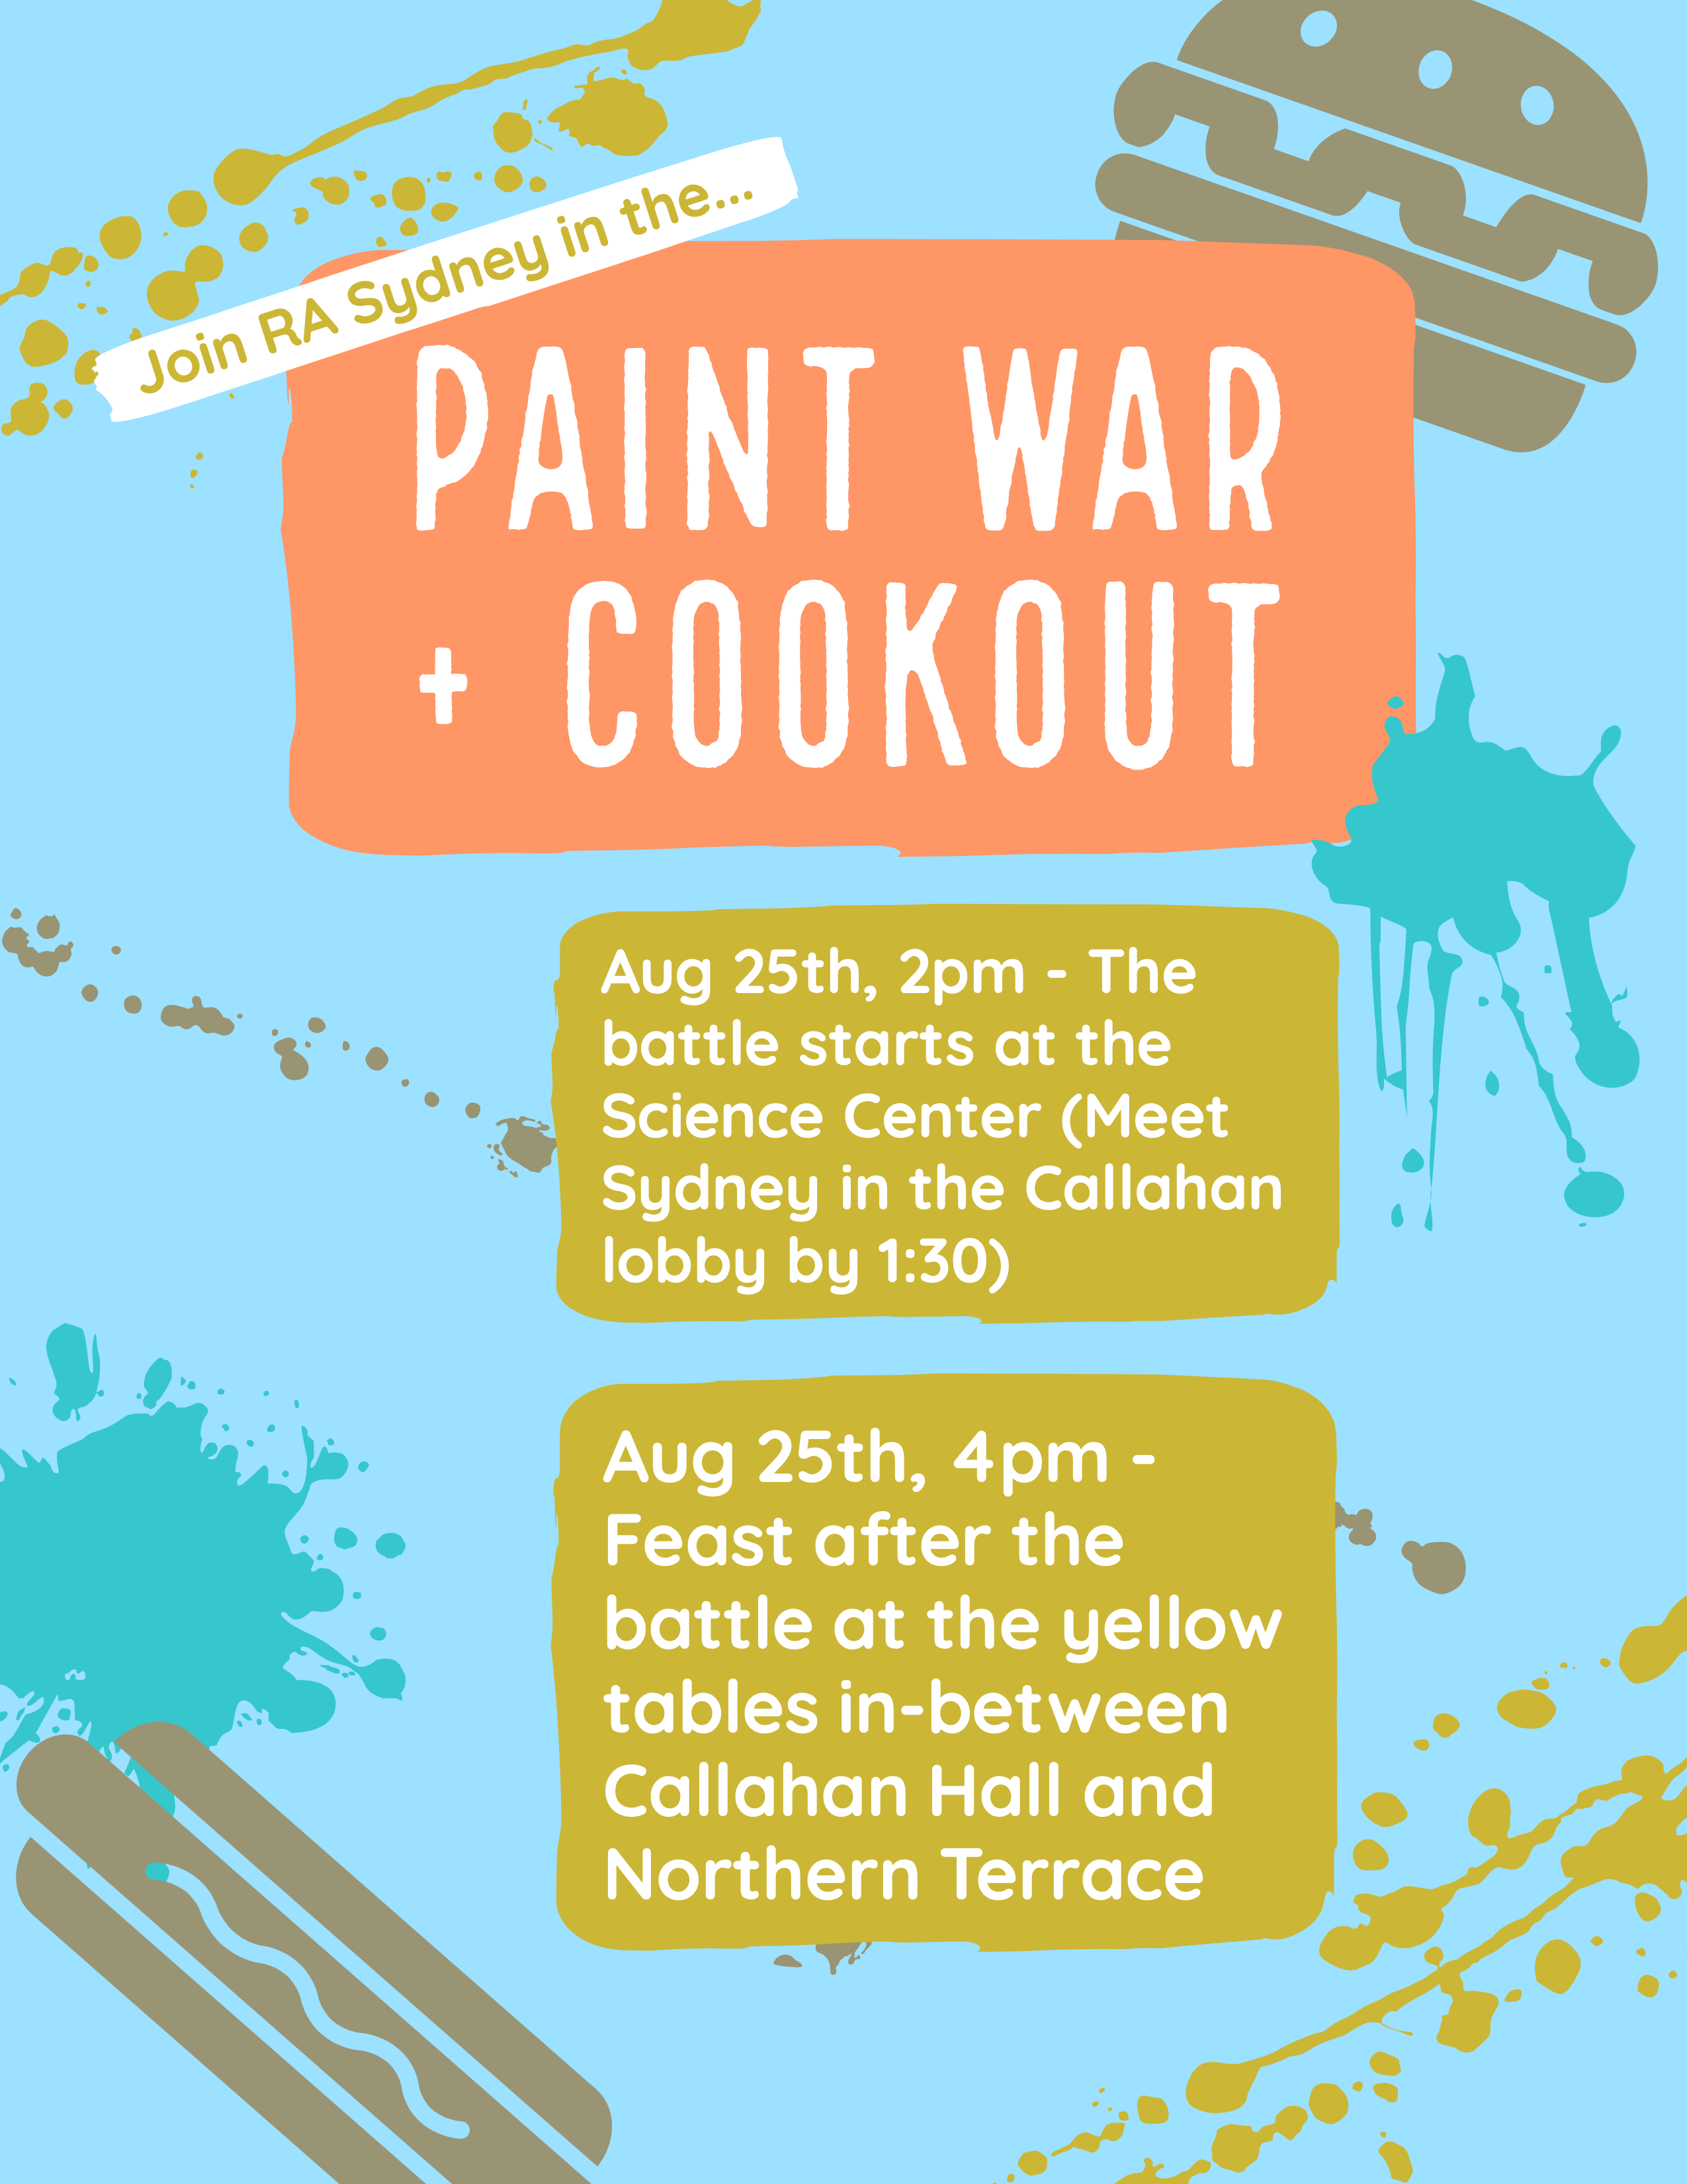 Join RA Sydney in the...
PAINT WAR
+ COOKOUT
Aug 25th, 2pm - The
battle starts at the
Science Center (Meet
Sydney in the Callahan
lobby by 1:30)
Aug 25th, 4pm -
Feast after the
battle at the yellow
tables in-between
Callahan Hall and
Northern Terrace